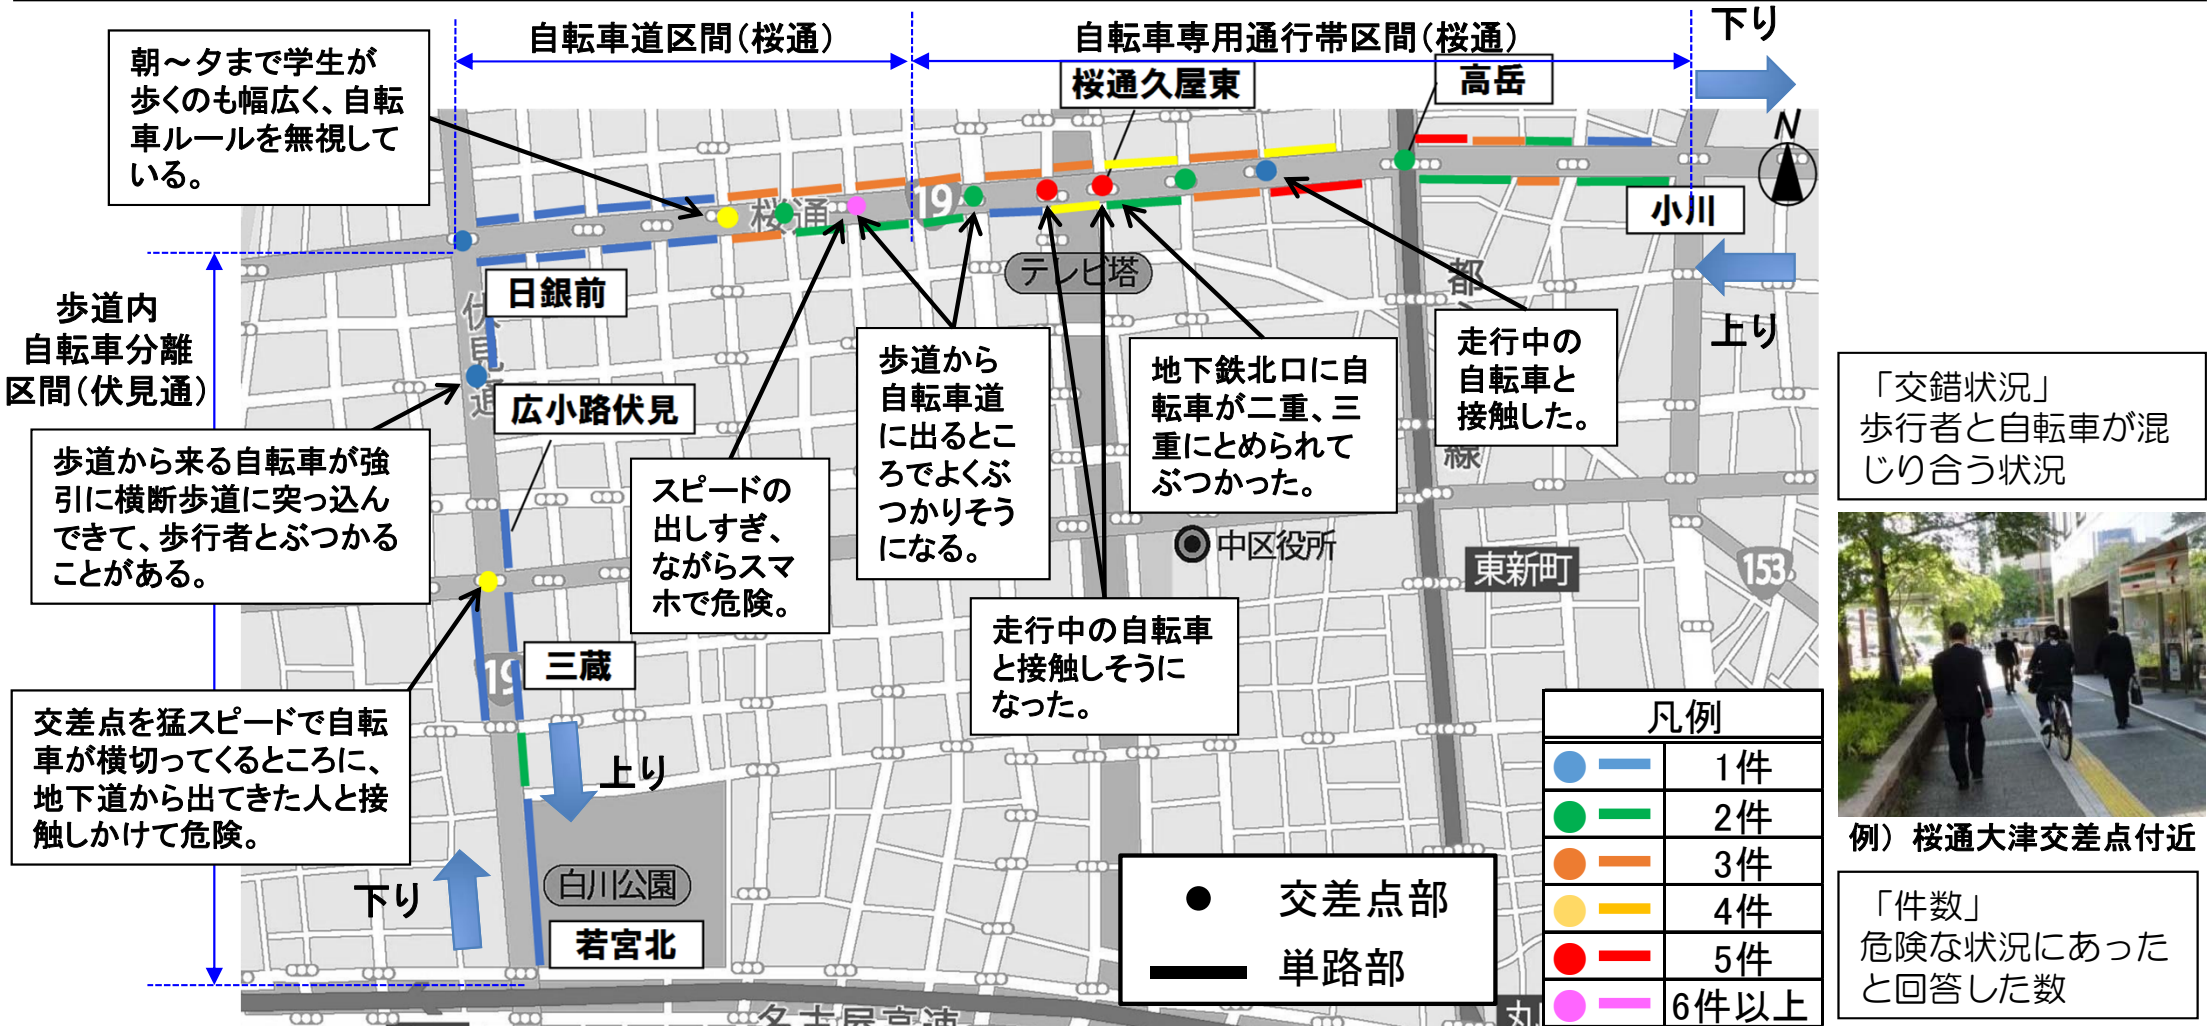 自転車道区間(桜通)
自転車専用通行帯区間(桜通)
下り
朝～夕まで学生が
歩くのも幅広く、自転
車ルールを無視して
いる。
桜通久屋東
高岳
N
19
桜通
小川
テレビ塔
日銀前
都
上り
歩道内
自転車分離
区間(伏見通)
伏見通
広小路伏見
歩道から
自転車道
に出るとこ
ろでよくぶ
つかりそう
になる。
地下鉄北口に自
転車が二重、三
重にとめられて
ぶつかった。
走行中の
自転車と
接触した。
線
「交錯状況」
歩行者と自転車が混
じり合う状況
歩道から来る自転車が強
引に横断歩道に突っ込ん
できて、歩行者とぶつかる
ことがある。
スピードの
出しすぎ、
ながらスマ
ホで危険。
中区役所
東新町
153
走行中の自転車
と接触しそうに
なった。
三蔵
19
交差点を猛スピードで自転
車が横切ってくるところに、
地下道から出てきた人と接
触しかけて危険。
上り
下り
白川公園
若宮北
名古屋高速
丸
交差点部
単路部
凡例
1件
2件
3件
4件
5件
6件以上
例）桜通大津交差点付近
「件数」
危険な状況にあった
と回答した数